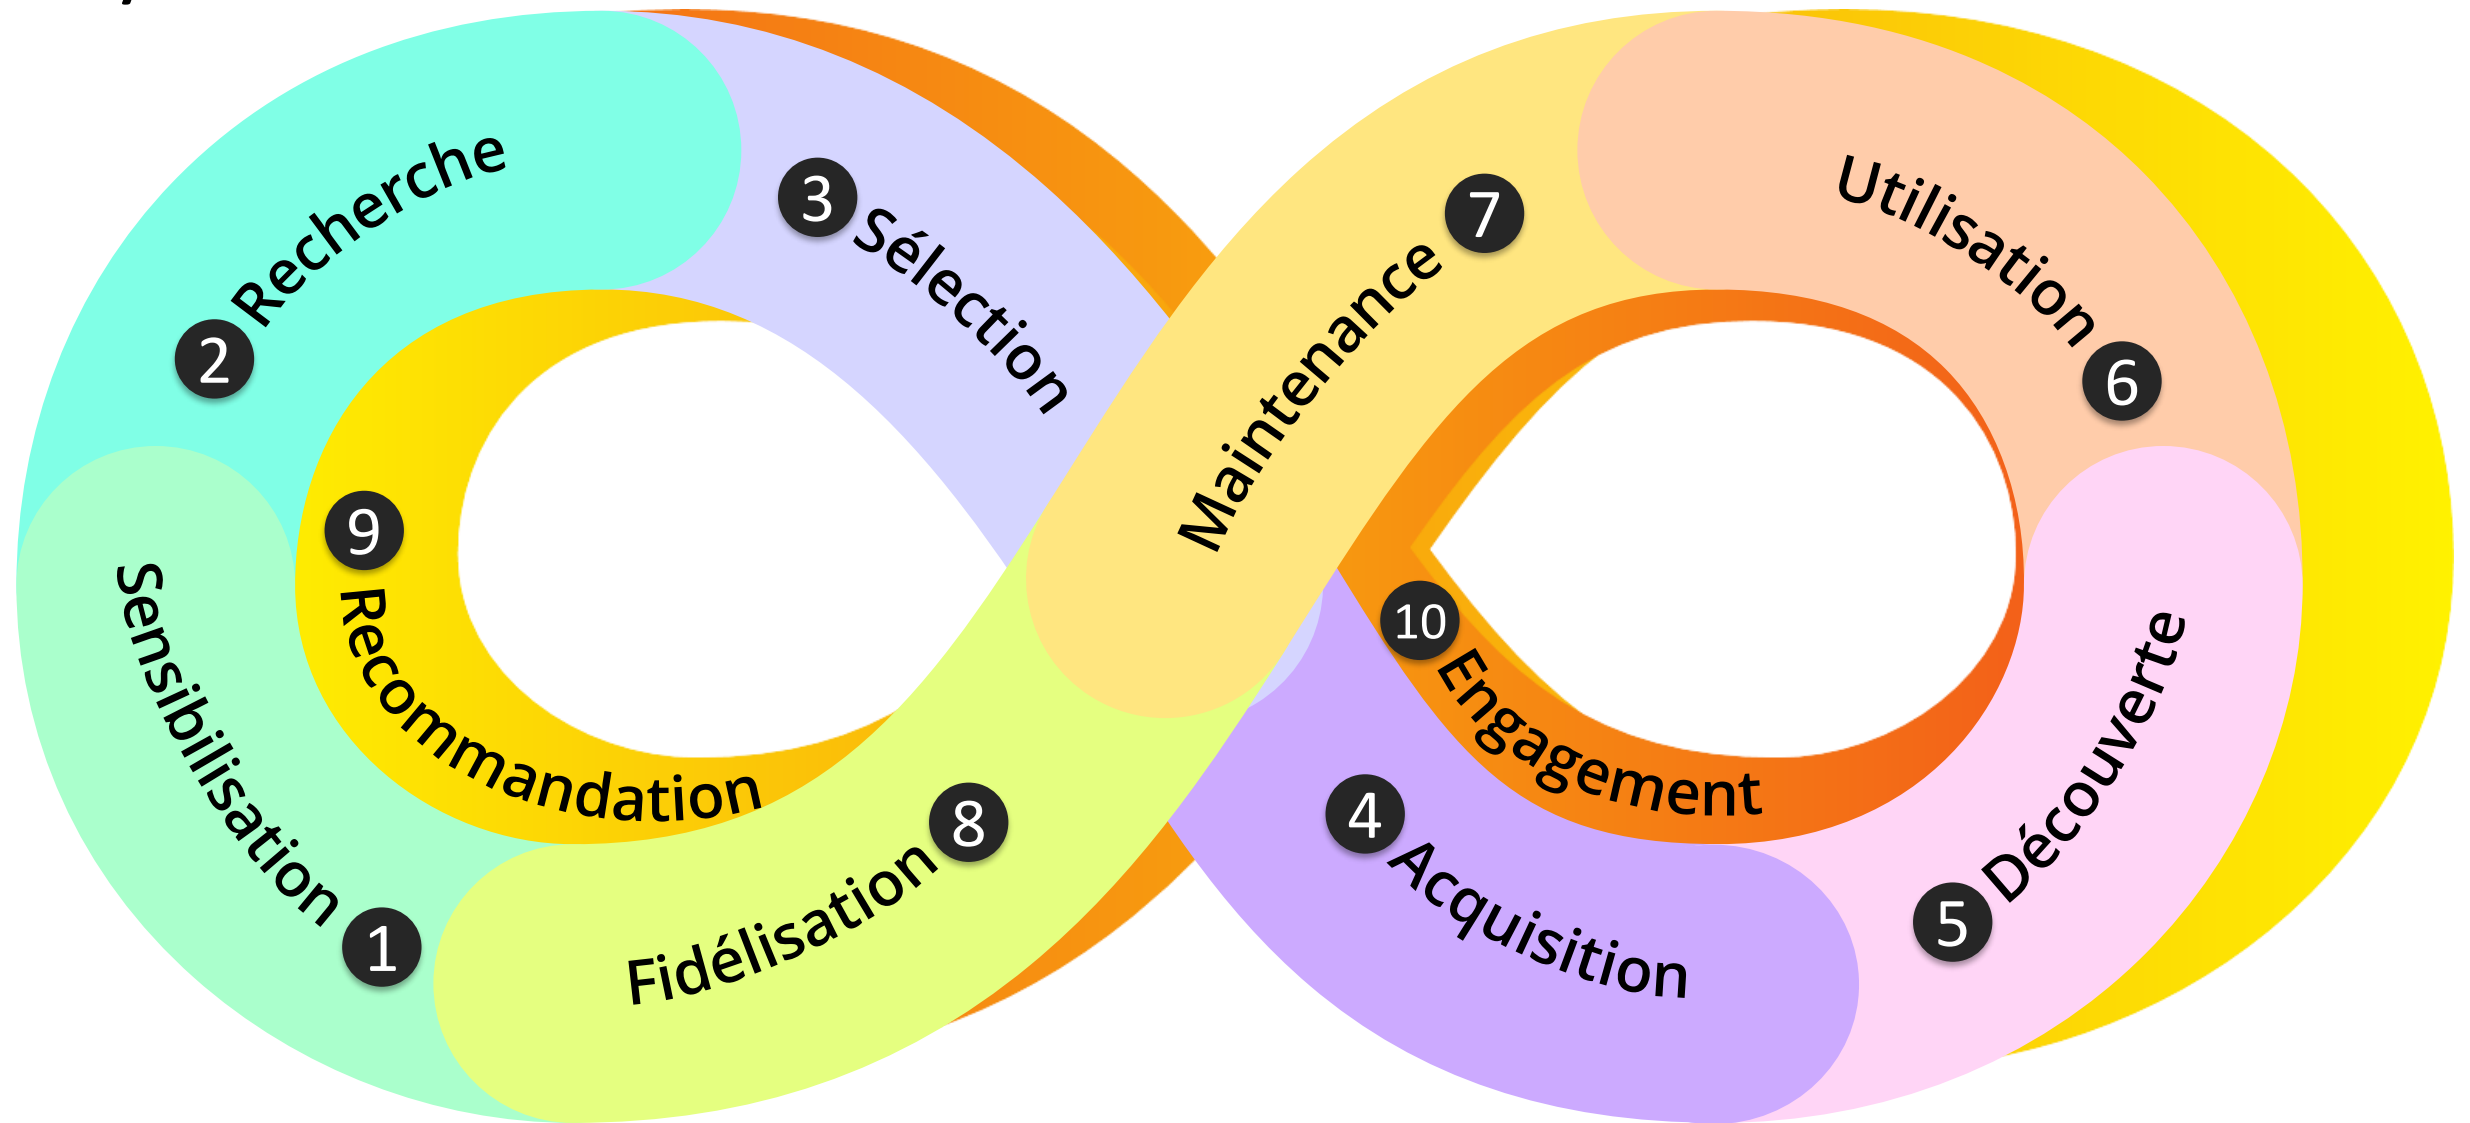 1 Sensibilisation
2 Recherche
3 Sélection
4 Acquisition
5 Découverte
6 Utilisation
7 Maintenance
8 Fidélisation
9 Recommandation
10 Engagement